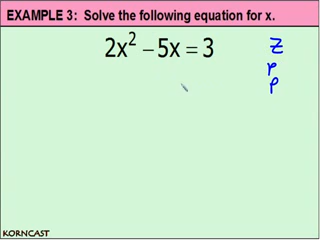 EXAMPLE 3: Solve the following equation for x.
2x² – 5x = 3
Z
P
P
KORNCAST